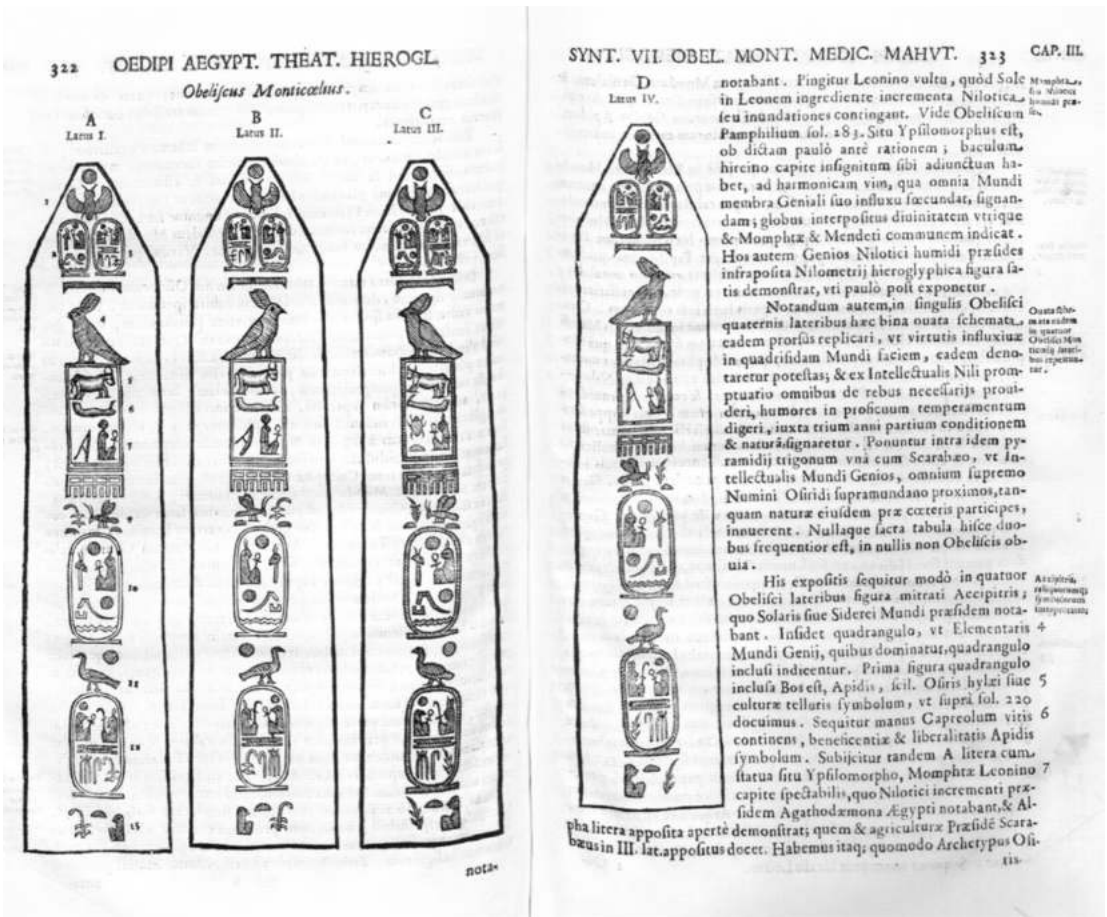 322 OEDIPI AEGYPT. THEAT. HIEROGL.
Obeliſcus Monticœlius.
A
Latus I.
B
Latus II.
C
Latus III.
1
2
3
4
5
6
7
9
10
11
12
13
nota-
SYNT. VII. OBEL. MONT. MEDIC. MAHVT. 323 CAP. III.
D
Latus IV.
notabant. Pingitur Leonino vultu, quòd Sole
in Leonem ingrediente incrementa Nilotica
ſeu inundationes contingant. Vide Obeliſcum
Pamphilium fol. 283. Situ Ypſilomorphus eſt,
ob dictam paulò antè rationem; baculum
hircino capite inſignitum ſibi adiunctum ha-
bet, ad harmonicam vim, qua omnia Mundi
membra Geniali ſuo influxu fœcundat, ſignan-
dam; globus interpoſitus diuinitatem vtrique
& Momphtæ & Mendeti communem indicat.
Hos autem Genios Nilotici humidi præſides
infrapoſita Nilometrij hieroglyphica figura ſa-
tis demonſtrat, vti paulò poſt exponetur.
Notandum autem, in ſingulis Obeliſci
quaternis lateribus hæc bina ouata ſchemata
eadem prorſus replicari, vt virtutis influxiuæ
in quadrifidam Mundi faciem, eadem deno-
taretur poteſtas; & ex Intellectualis Nili prom-
ptuario omnibus de rebus neceſſarijs proui-
deri, humores in proficuum temperamentum
digeri, iuxta trium anni partium conditionem
& naturā ſignaretur. Ponuntur intra idem py-
ramidij trigonum vnà cum Scarabæo, vt In-
tellectualis Mundi Genios, omnium ſupremo
Numini Oſiridi ſupramundano proximos, tan-
quam naturæ eiuſdem præ cœteris participes,
innuerent. Nullaque ſacra tabula hiſce duo-
bus frequentior eſt, in nullis non Obeliſcis ob-
uia.
His expoſitis ſequitur modò in quatuor
Obeliſci lateribus figura mitrati Accipitris,
quo Solaris ſiue Siderei Mundi præſidem nota-
bant. Inſidet quadrangulo, vt Elementaris 4
Mundi Genij, quibus dominatur, quadrangulo
incluſi indicentur. Prima figura quadrangulo
incluſa Bos eſt, Apidis, ſcil. Oſiris hylæi ſiue 5
culturæ telluris ſymbolum, vt ſuprà fol. 220
docuimus. Sequitur manus Capreolum vitis 6
continens, beneficentiæ & liberalitatis Apidis
ſymbolum. Subijcitur tandem A litera cum
ſtatua ſitu Ypſilomorpho, Momphtæ Leonino 7
capite ſpectabilis, quo Nilotici incrementi præ-
ſidem Agathodæmona Ægypti notabant, & Al-
pha litera appoſita apertè demonſtrat; quem & agriculturæ Præſidē Scara-
bæus in III. lat. appoſitus docet. Habemus itaq; quomodo Archetypus Oſi-
ris